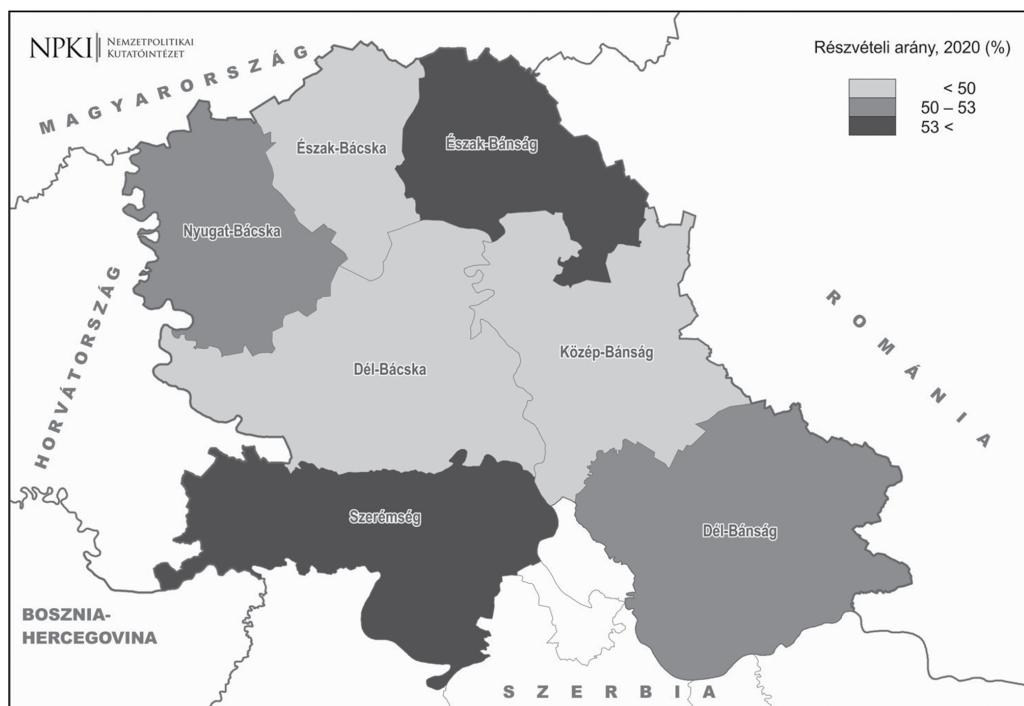 NPKI NEMZETPOLITIKAI
KUTATÓINTÉZET
Részvételi arány, 2020 (%)
< 50
50 – 53
53 <
MAGYARORSZÁG
Észak-Bácska
Észak-Bánság
Nyugat-Bácska
HORVÁTORSZÁG
ROMÁNIA
Dél-Bácska
Közép-Bánság
Szerémség
Dél-Bánság
BOSZNIA-
HERCEGOVINA
SZERBIA